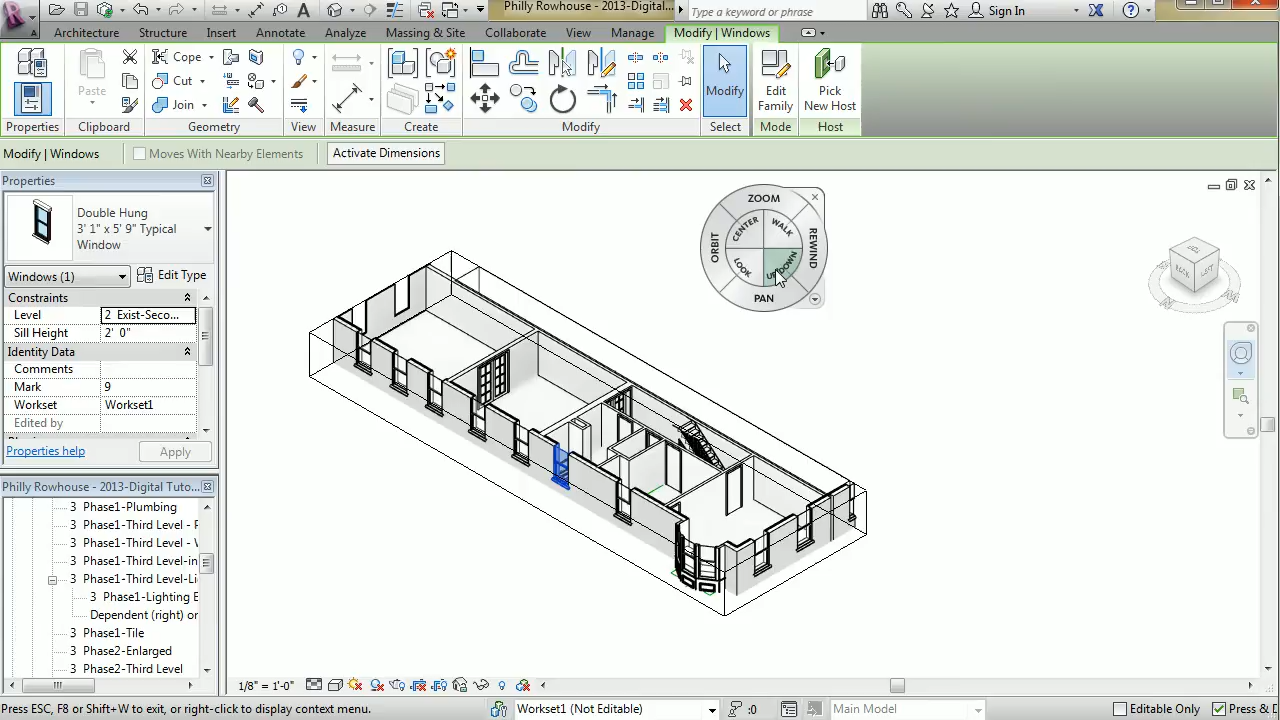 Philly Rowhouse - 2013-Digital...
Type a keyword or phrase
Sign In
Architecture
Structure
Insert
Annotate
Analyze
Massing & Site
Collaborate
View
Manage
Modify | Windows
Paste
Cope
Cut
Join
Modify
Edit
Family
Pick
New Host
Properties
Clipboard
Geometry
View
Measure
Create
Modify
Select
Mode
Host
Modify | Windows
Moves With Nearby Elements
Activate Dimensions
Properties
Double Hung
3' 1" x 5' 9" Typical
Window
Windows (1)
Edit Type
Constraints
Level
2 Exist-Seco...
Sill Height
2' 0"
Identity Data
Comments
Mark
9
Workset
Workset1
Edited by
Properties help
Apply
Philly Rowhouse - 2013-Digital Tuto...
3 Phase1-Plumbing
3 Phase1-Third Level - F
3 Phase1-Third Level - V
3 Phase1-Third Level-in
3 Phase1-Third Level-Li
3 Phase1-Lighting E
Dependent (right) or
3 Phase1-Tile
3 Phase2-Enlarged
3 Phase2-Third Level
ZOOM
CENTER
WALK
ORBIT
REWIND
LOOK
PAN
1/8" = 1'-0"
Press ESC, F8 or Shift+W to exit, or right-click to display context menu.
Workset1 (Not Editable)
:0
Main Model
Editable Only
Press & D